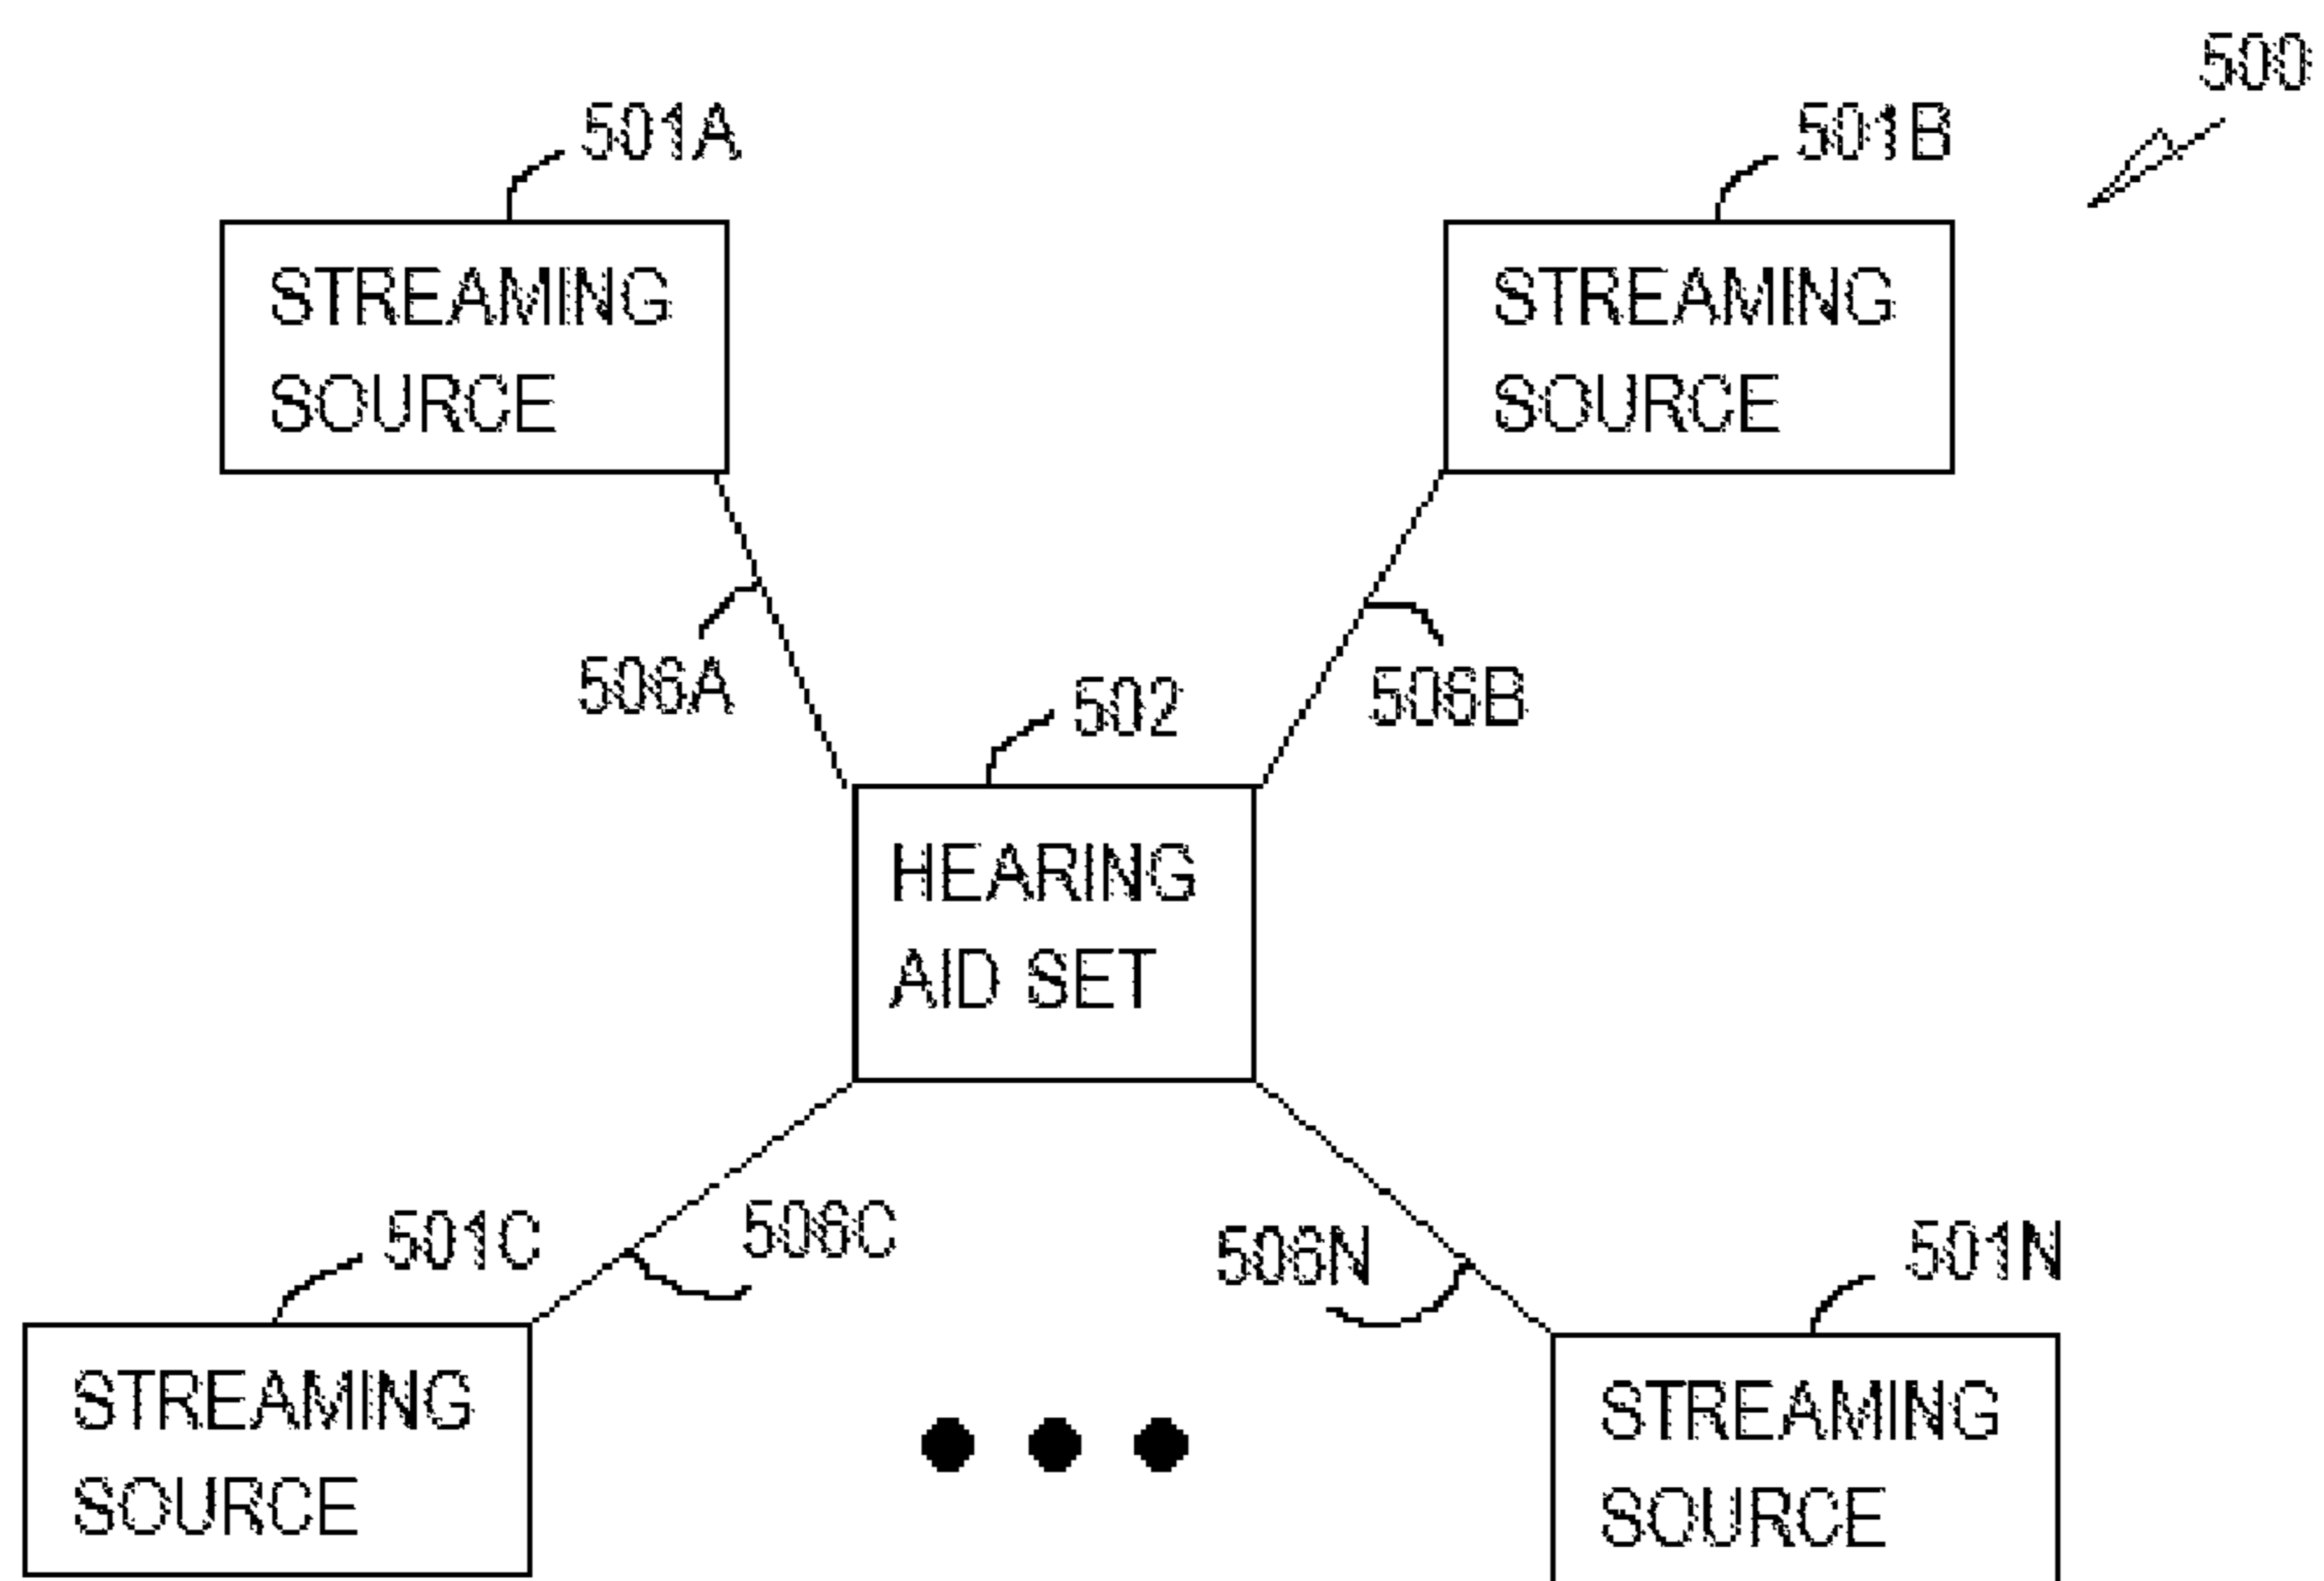 500
501A
501B
STREAMING
SOURCE
STREAMING
SOURCE
506A
506B
502
HEARING
AID SET
501C
506C
506N
501N
STREAMING
SOURCE
STREAMING
SOURCE